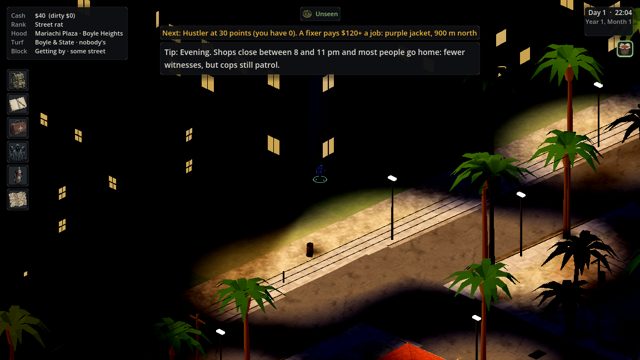 Cash $40 (dirty $0)
Rank Street rat
Hood Mariachi Plaza · Boyle Heights
Turf Boyle & State · nobody's
Block Getting by · some street
Unseen
Next: Hustler at 30 points (you have 0). A fixer pays $120+ a job: purple jacket, 900 m north
Tip: Evening. Shops close between 8 and 11 pm and most people go home: fewer
witnesses, but cops still patrol.
Day 1 · 22:04
Year 1, Month 1